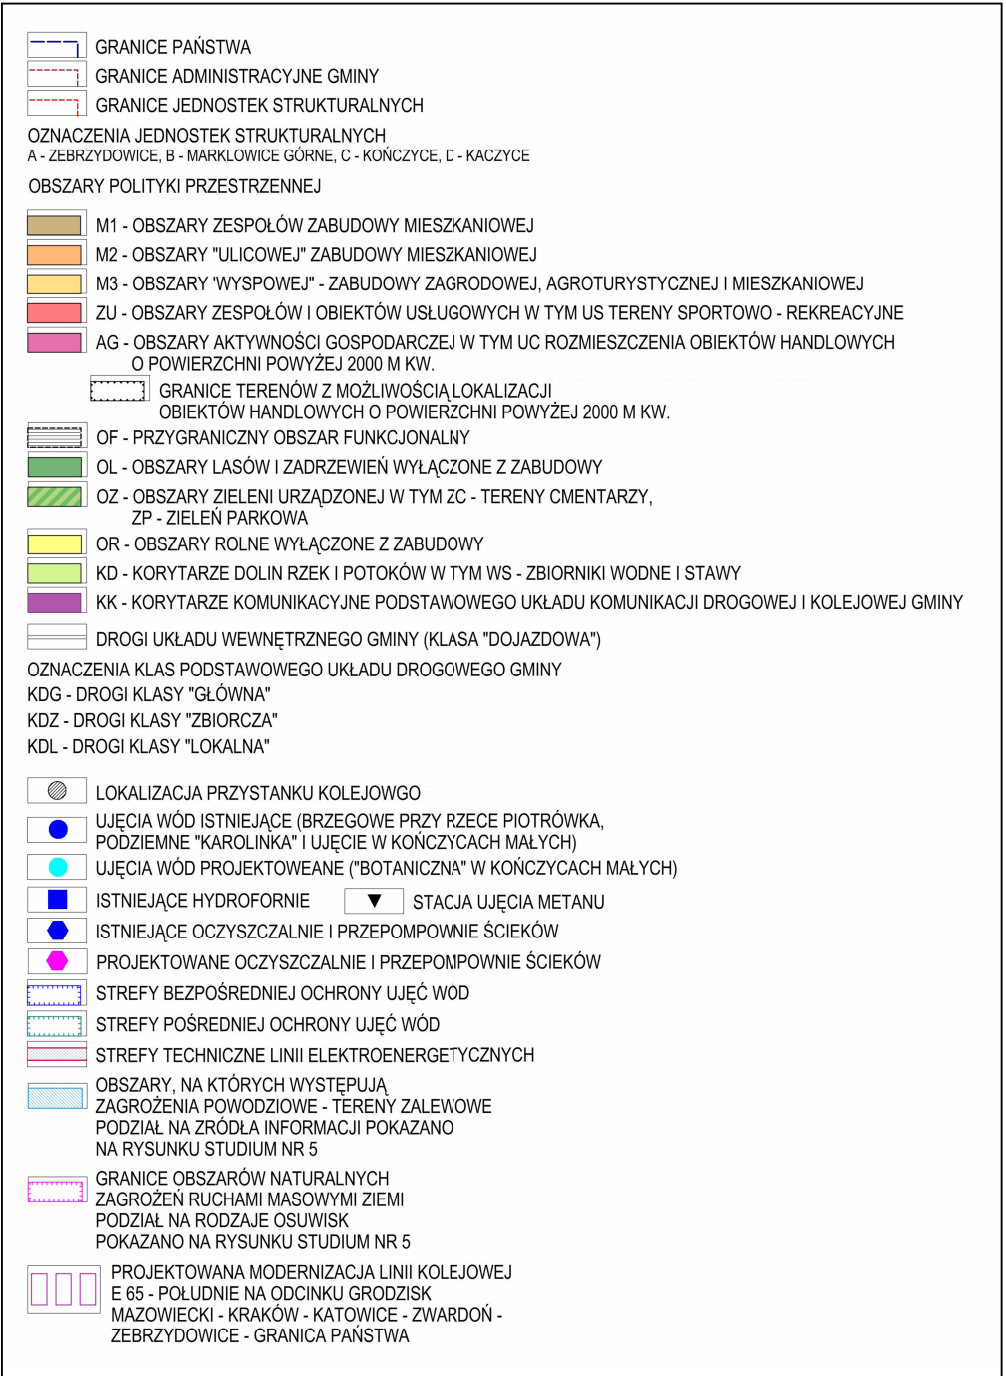 GRANICE PAŃSTWA
GRANICE ADMINISTRACYJNE GMINY
GRANICE JEDNOSTEK STRUKTURALNYCH
OZNACZENIA JEDNOSTEK STRUKTURALNYCH
A - ZEBRZYDOWICE, B - MARKLOWICE GÓRNE, C - KOŃCZYCE, D - KACZYCE
OBSZARY POLITYKI PRZESTRZENNEJ
M1 - OBSZARY ZESPOŁÓW ZABUDOWY MIESZKANIOWEJ
M2 - OBSZARY "ULICOWEJ" ZABUDOWY MIESZKANIOWEJ
M3 - OBSZARY 'WYSPOWEJ" - ZABUDOWY ZAGRODOWEJ, AGROTURYSTYCZNEJ I MIESZKANIOWEJ
ZU - OBSZARY ZESPOŁÓW I OBIEKTÓW USŁUGOWYCH W TYM US TERENY SPORTOWO - REKREACYJNE
AG - OBSZARY AKTYWNOŚCI GOSPODARCZEJ W TYM UC ROZMIESZCZENIA OBIEKTÓW HANDLOWYCH
O POWIERZCHNI POWYŻEJ 2000 M KW.
GRANICE TERENÓW Z MOŻLIWOŚCIĄ LOKALIZACJI
OBIEKTÓW HANDLOWYCH O POWIERZCHNI POWYŻEJ 2000 M KW.
OF - PRZYGRANICZNY OBSZAR FUNKCJONALNY
OL - OBSZARY LASÓW I ZADRZEWIEŃ WYŁĄCZONE Z ZABUDOWY
OZ - OBSZARY ZIELENI URZĄDZONEJ W TYM ZC - TERENY CMENTARZY,
ZP - ZIELEŃ PARKOWA
OR - OBSZARY ROLNE WYŁĄCZONE Z ZABUDOWY
KD - KORYTARZE DOLIN RZEK I POTOKÓW W TYM WS - ZBIORNIKI WODNE I STAWY
KK - KORYTARZE KOMUNIKACYJNE PODSTAWOWEGO UKŁADU KOMUNIKACJI DROGOWEJ I KOLEJOWEJ GMINY
DROGI UKŁADU WEWNĘTRZNEGO GMINY (KLASA "DOJAZDOWA")
OZNACZENIA KLAS PODSTAWOWEGO UKŁADU DROGOWEGO GMINY
KDG - DROGI KLASY "GŁÓWNA"
KDZ - DROGI KLASY "ZBIORCZA"
KDL - DROGI KLASY "LOKALNA"
LOKALIZACJA PRZYSTANKU KOLEJOWGO
UJĘCIA WÓD ISTNIEJĄCE (BRZEGOWE PRZY RZECE PIOTRÓWKA,
PODZIEMNE "KAROLINKA" I UJĘCIE W KOŃCZYCACH MAŁYCH)
UJĘCIA WÓD PROJEKTOWEANE ("BOTANICZNA" W KOŃCZYCACH MAŁYCH)
ISTNIEJĄCE HYDROFORNIE STACJA UJĘCIA METANU
ISTNIEJĄCE OCZYSZCZALNIE I PRZEPOMPOWNIE ŚCIEKÓW
PROJEKTOWANE OCZYSZCZALNIE I PRZEPOMPOWNIE ŚCIEKÓW
STREFY BEZPOŚREDNIEJ OCHRONY UJĘĆ WÓD
STREFY POŚREDNIEJ OCHRONY UJĘĆ WÓD
STREFY TECHNICZNE LINII ELEKTROENERGETYCZNYCH
OBSZARY, NA KTÓRYCH WYSTĘPUJĄ
ZAGROŻENIA POWODZIOWE - TERENY ZALEWOWE
PODZIAŁ NA ZRÓDŁA INFORMACJI POKAZANO
NA RYSUNKU STUDIUM NR 5
GRANICE OBSZARÓW NATURALNYCH
ZAGROŻEŃ RUCHAMI MASOWYMI ZIEMI
PODZIAŁ NA RODZAJE OSUWISK
POKAZANO NA RYSUNKU STUDIUM NR 5
PROJEKTOWANA MODERNIZACJA LINII KOLEJOWEJ
E 65 - POŁUDNIE NA ODCINKU GRODZISK
MAZOWIECKI - KRAKÓW - KATOWICE - ZWARDOŃ -
ZEBRZYDOWICE - GRANICA PAŃSTWA